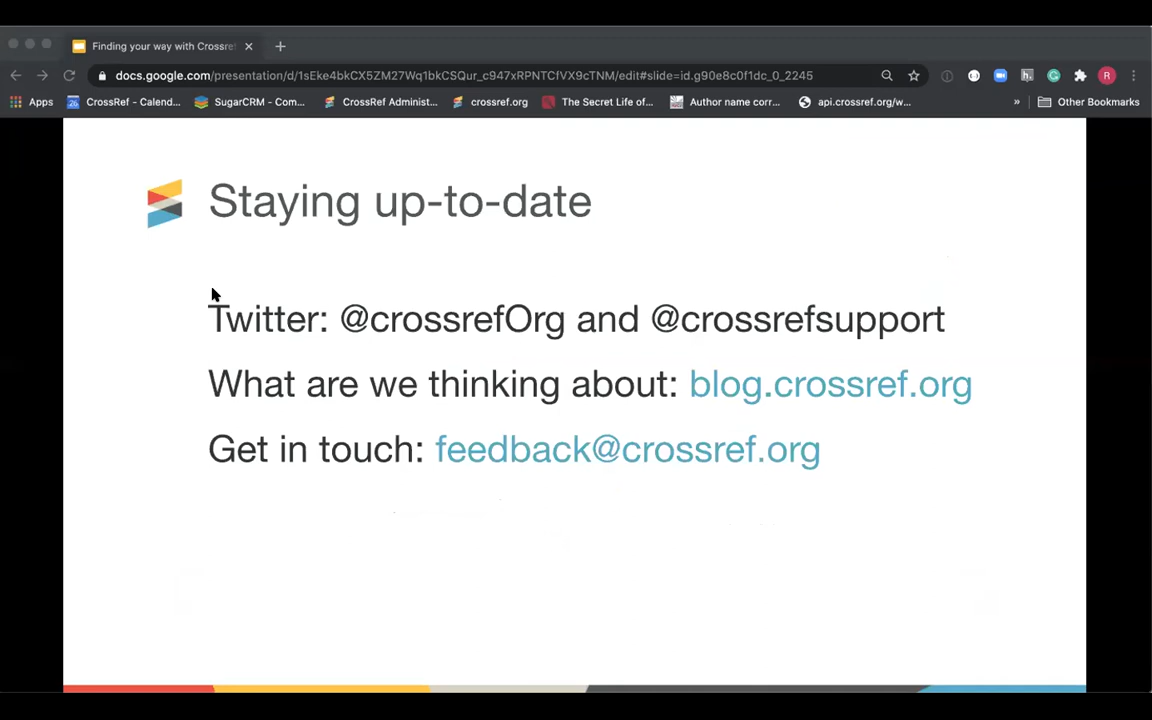 Finding your way with Crossref
docs.google.com/presentation/d/1sEke4bkCX5ZM27Wq1bkCSQur_c947xRPNTCfVX9cTNM/edit#slide=id.g90e8c0f1dc_0_2245
R
Apps
26
CrossRef - Calend...
SugarCRM - Com...
CrossRef Administ...
crossref.org
The Secret Life of...
Author name corr...
api.crossref.org/w...
»
Other Bookmarks
Staying up-to-date
Twitter: @crossrefOrg and @crossrefsupport
What are we thinking about: blog.crossref.org
Get in touch: feedback@crossref.org